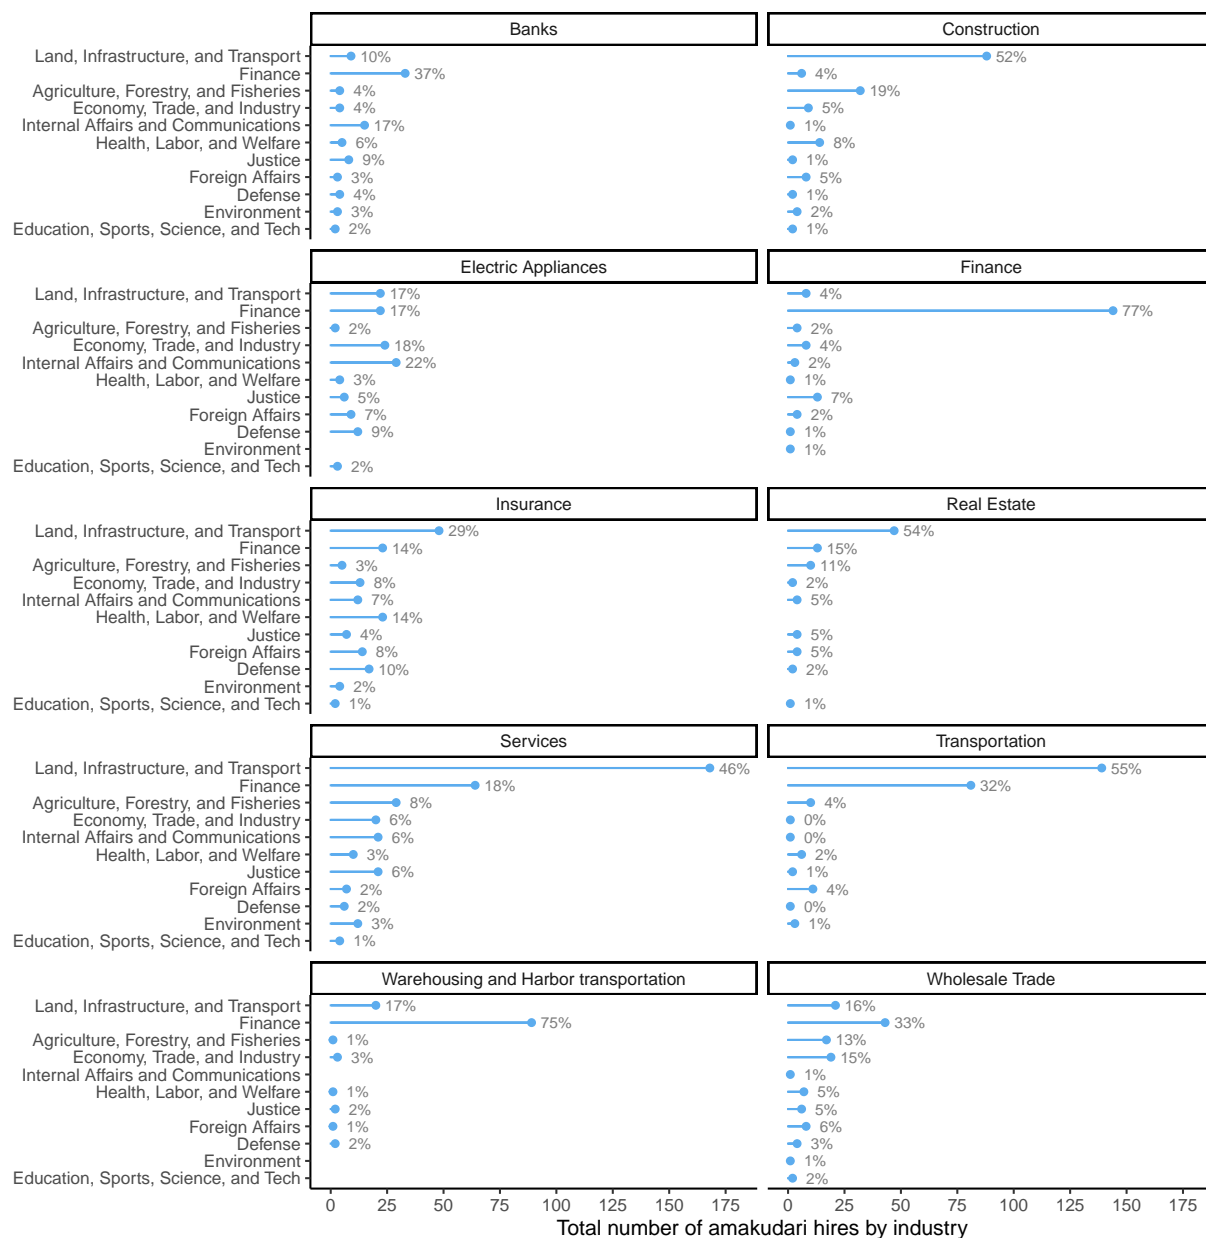 Banks
Construction
Land, Infrastructure, and Transport 10% 52%
Finance 37% 4%
Agriculture, Forestry, and Fisheries 4% 19%
Economy, Trade, and Industry 4% 5%
Internal Affairs and Communications 17% 1%
Health, Labor, and Welfare 6% 8%
Justice 9% 1%
Foreign Affairs 3% 5%
Defense 4% 1%
Environment 3% 2%
Education, Sports, Science, and Tech 2% 1%
Electric Appliances
Finance
Land, Infrastructure, and Transport 17% 4%
Finance 17% 77%
Agriculture, Forestry, and Fisheries 2% 2%
Economy, Trade, and Industry 18% 4%
Internal Affairs and Communications 22% 2%
Health, Labor, and Welfare 3% 1%
Justice 5% 7%
Foreign Affairs 7% 2%
Defense 9% 1%
Environment 1%
Education, Sports, Science, and Tech 2%
Insurance
Real Estate
Land, Infrastructure, and Transport 29% 54%
Finance 14% 15%
Agriculture, Forestry, and Fisheries 3% 11%
Economy, Trade, and Industry 8% 2%
Internal Affairs and Communications 7% 5%
Health, Labor, and Welfare 14%
Justice 4% 5%
Foreign Affairs 8% 5%
Defense 10% 2%
Environment 2%
Education, Sports, Science, and Tech 1% 1%
Services
Transportation
Land, Infrastructure, and Transport 46% 55%
Finance 18% 32%
Agriculture, Forestry, and Fisheries 8% 4%
Economy, Trade, and Industry 6% 0%
Internal Affairs and Communications 6% 0%
Health, Labor, and Welfare 3% 2%
Justice 6% 1%
Foreign Affairs 2% 4%
Defense 2% 0%
Environment 3% 1%
Education, Sports, Science, and Tech 1%
Warehousing and Harbor transportation
Wholesale Trade
Land, Infrastructure, and Transport 17% 16%
Finance 75% 33%
Agriculture, Forestry, and Fisheries 1% 13%
Economy, Trade, and Industry 3% 15%
Internal Affairs and Communications 1%
Health, Labor, and Welfare 1% 5%
Justice 2% 5%
Foreign Affairs 1% 6%
Defense 2% 3%
Environment 1%
Education, Sports, Science, and Tech 2%
0 25 50 75 100 125 150 175 0 25 50 75 100 125 150 175
Total number of amakudari hires by industry